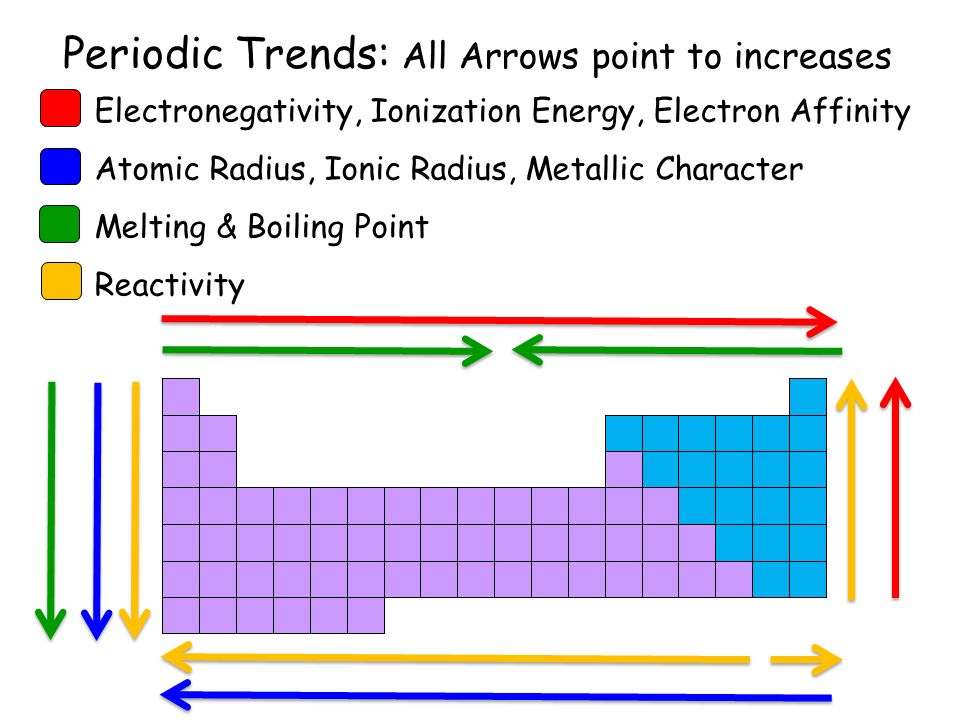 Periodic Trends: All Arrows point to increases
Electronegativity, Ionization Energy, Electron Affinity
Atomic Radius, Ionic Radius, Metallic Character
Melting & Boiling Point
Reactivity